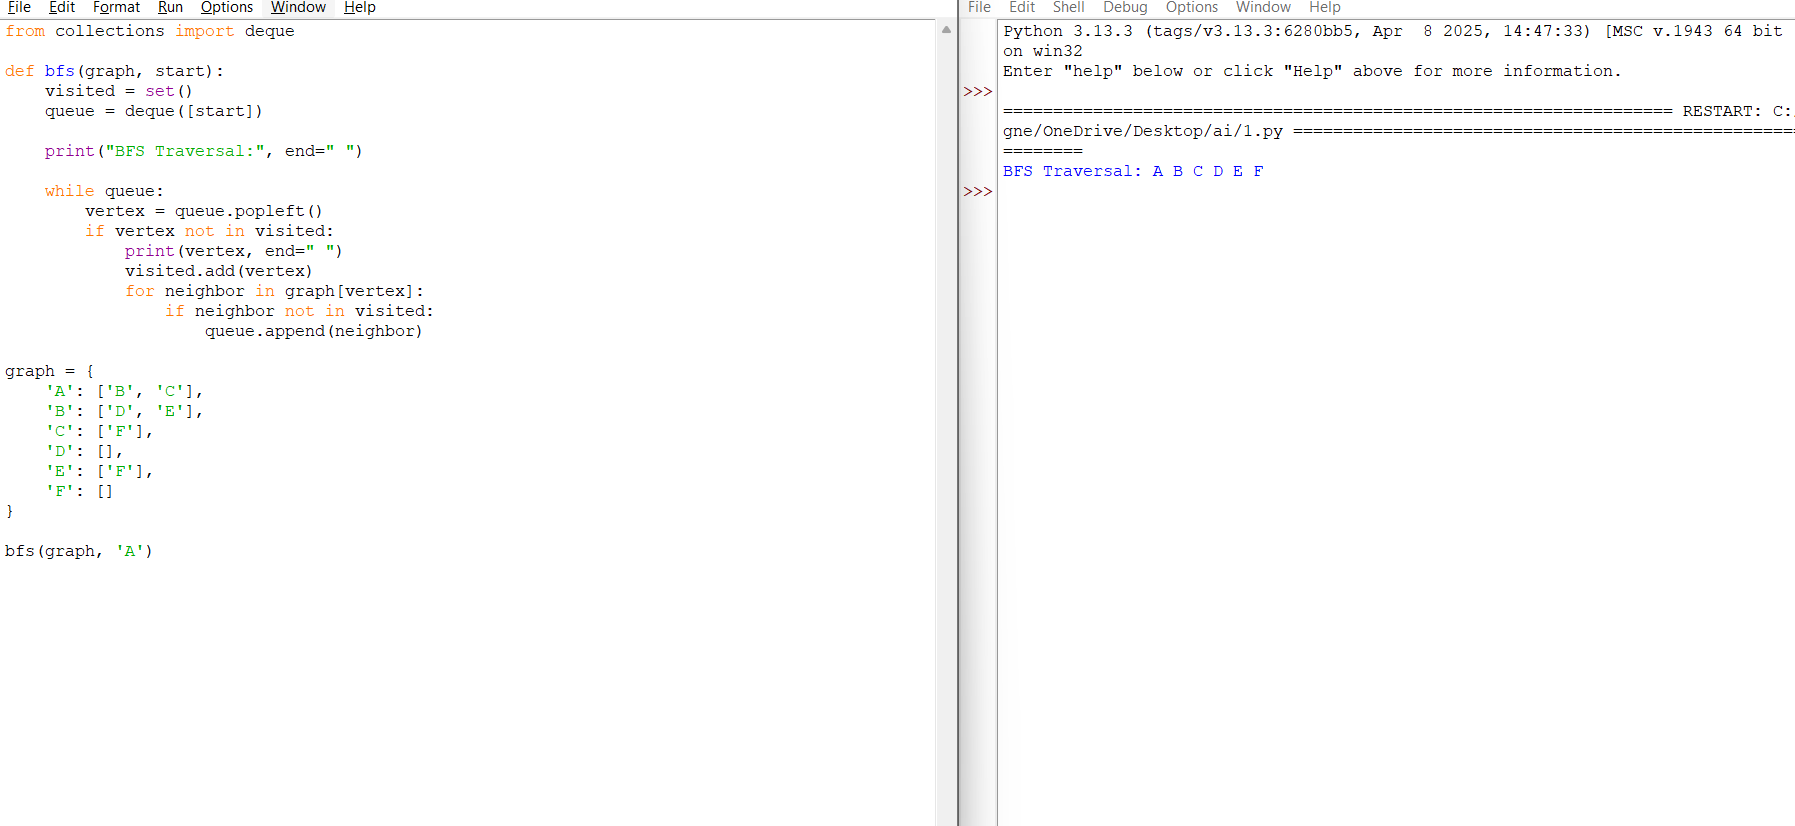 File Edit Format Run Options Window Help
from collections import deque

def bfs(graph, start):
    visited = set()
    queue = deque([start])

    print("BFS Traversal:", end=" ")

    while queue:
        vertex = queue.popleft()
        if vertex not in visited:
            print(vertex, end=" ")
            visited.add(vertex)
            for neighbor in graph[vertex]:
                if neighbor not in visited:
                    queue.append(neighbor)

graph = {
    'A': ['B', 'C'],
    'B': ['D', 'E'],
    'C': ['F'],
    'D': [],
    'E': ['F'],
    'F': []
}

bfs(graph, 'A')
File Edit Shell Debug Options Window Help
Python 3.13.3 (tags/v3.13.3:6280bb5, Apr  8 2025, 14:47:33) [MSC v.1943 64 bit
on win32
Enter "help" below or click "Help" above for more information.
>>>
=================================================================== RESTART: C:
gne/OneDrive/Desktop/ai/1.py ===================================================
========
BFS Traversal: A B C D E F
>>>